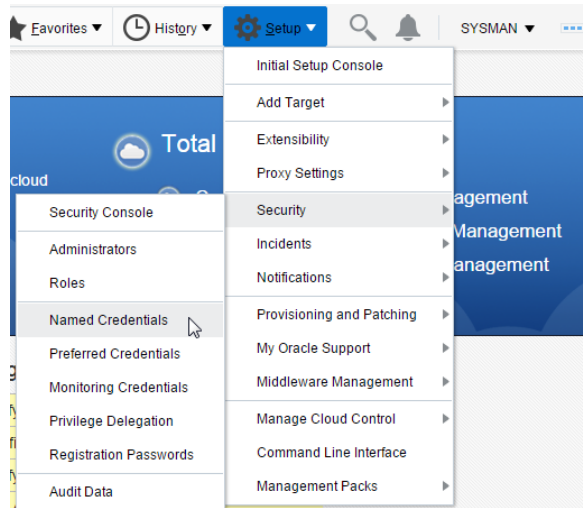 Favorites ▼ History ▼ Setup ▼ SYSMAN ▼
Initial Setup Console
Add Target
Extensibility
Proxy Settings
Security
Incidents
Notifications
Provisioning and Patching
My Oracle Support
Middleware Management
Manage Cloud Control
Command Line Interface
Management Packs
Security Console
Administrators
Roles
Named Credentials
Preferred Credentials
Monitoring Credentials
Privilege Delegation
Registration Passwords
Audit Data
Total
cloud
agement
Management
anagement